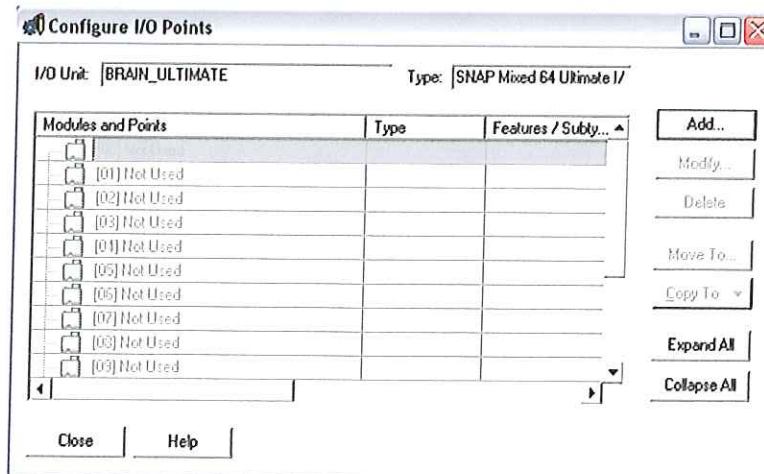 Configure I/O Points
I/O Unit: BRAIN_ULTIMATE Type: SNAP Mixed 64 Ultimate I/
Modules and Points Type Features / Subty...
Not Used
[01] Not Used
[02] Not Used
[03] Not Used
[04] Not Used
[05] Not Used
[06] Not Used
[07] Not Used
[08] Not Used
[09] Not Used
Add...
Modify...
Delete
Move To...
Copy To
Expand All
Collapse All
Close Help